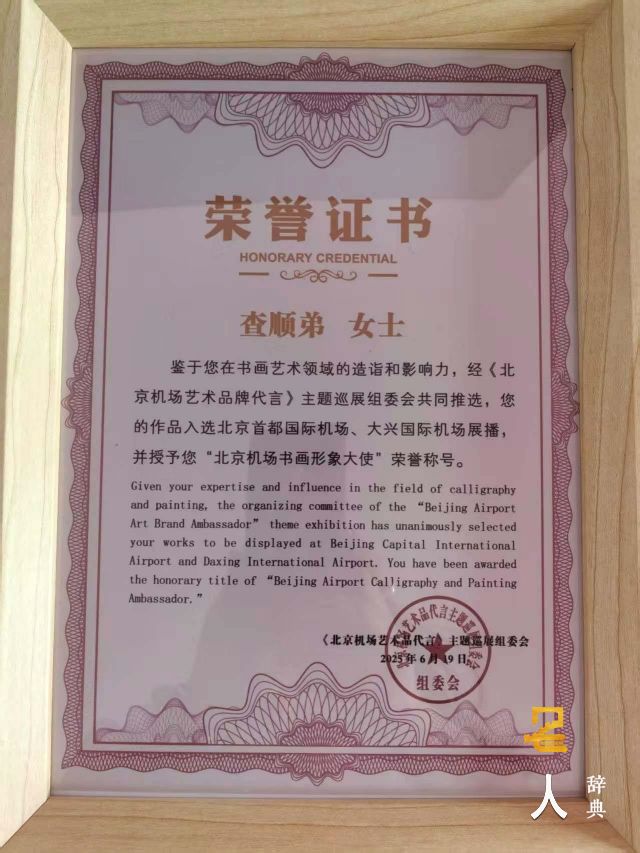 荣誉证书
HONORARY CREDENTIAL
查顺弟 女士
鉴于您在书画艺术领域的造诣和影响力，经《北
京机场艺术品牌代言》主题巡展组委会共同推选，您
的作品入选北京首都国际机场、大兴国际机场展播，
并授予您“北京机场书画形象大使”荣誉称号。
Given your expertise and influence in the field of calligraphy
and painting, the organizing committee of the “Beijing Airport
Art Brand Ambassador” theme exhibition has unanimously selected
your works to be displayed at Beijing Capital International
Airport and Daxing International Airport. You have been awarded
the honorary title of “Beijing Airport Calligraphy and Painting
Ambassador.”
《北京机场艺术品代言》主题巡展组委会
2025年6月19日
组委会
人
辞典